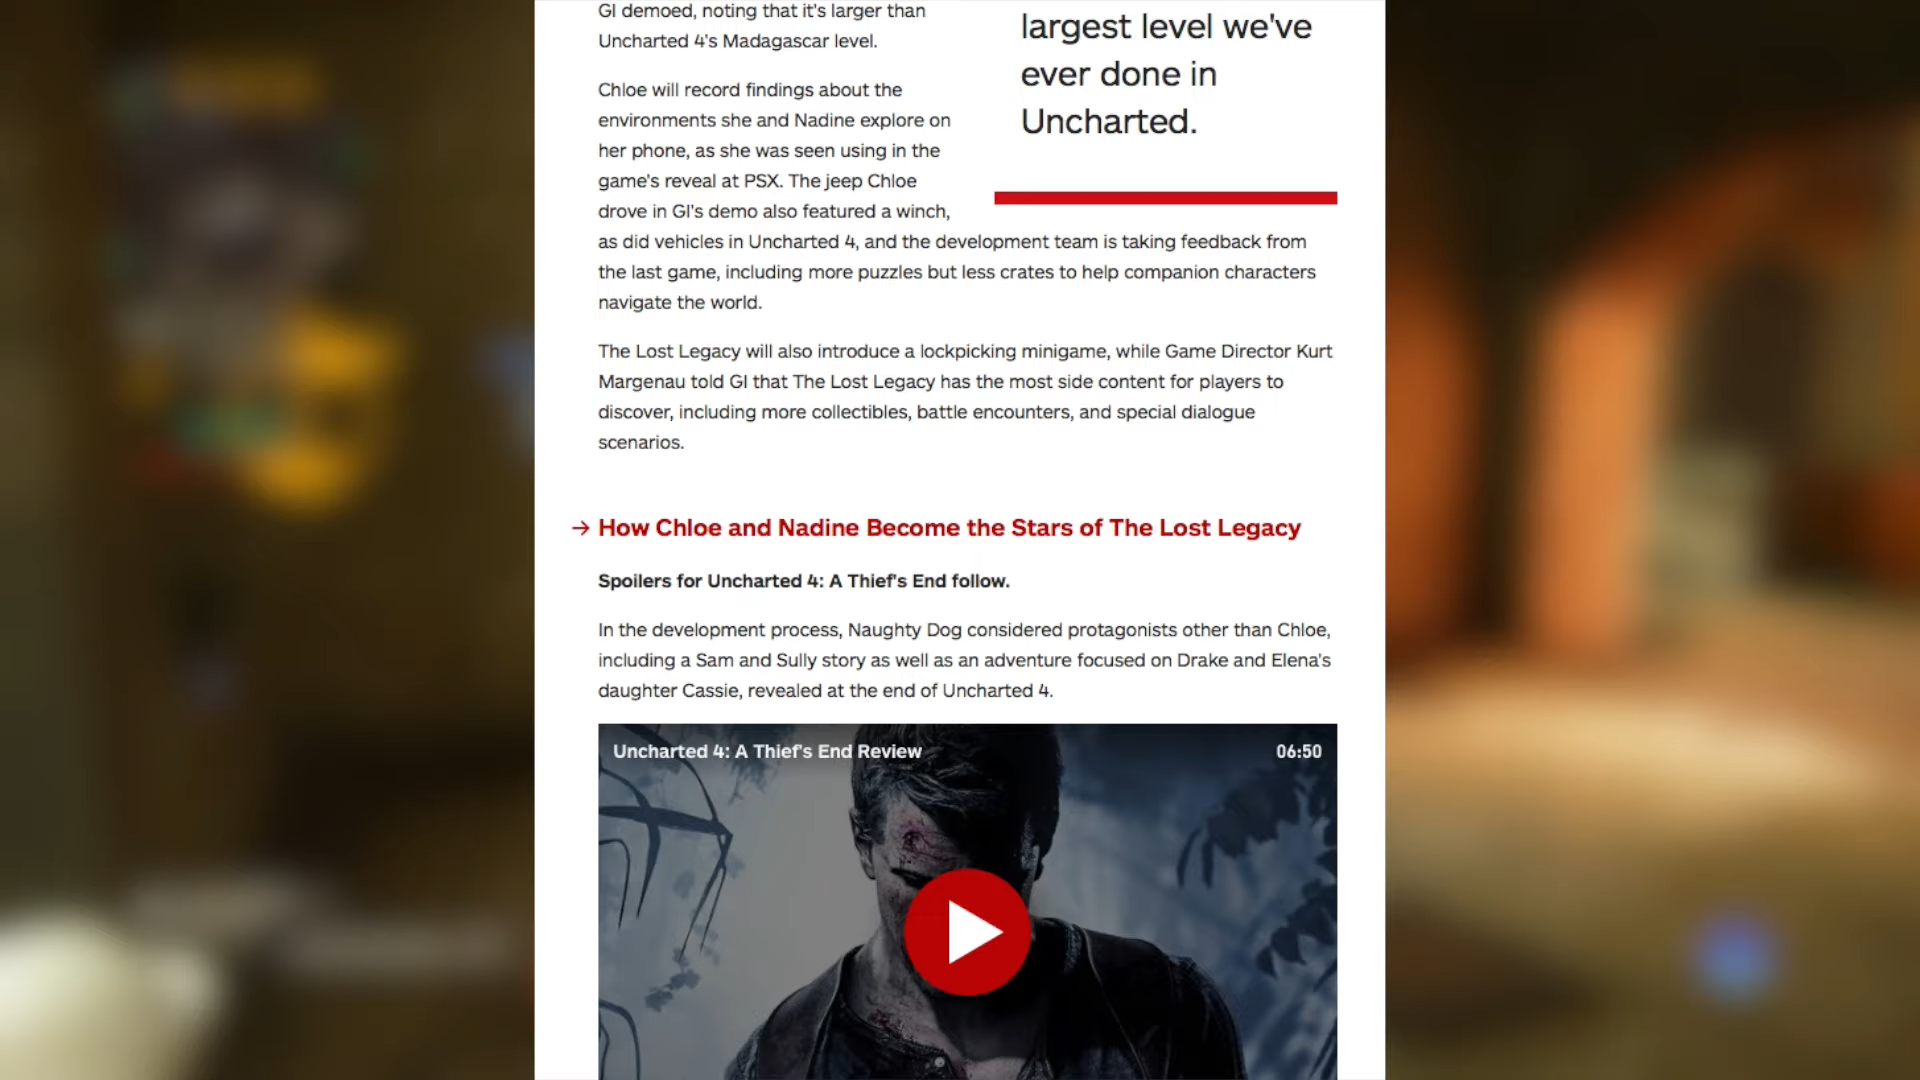 GI demoed, noting that it's larger than
Uncharted 4's Madagascar level.
largest level we've
ever done in
Uncharted.
Chloe will record findings about the
environments she and Nadine explore on
her phone, as she was seen using in the
game's reveal at PSX. The jeep Chloe
drove in GI's demo also featured a winch,
as did vehicles in Uncharted 4, and the development team is taking feedback from
the last game, including more puzzles but less crates to help companion characters
navigate the world.
The Lost Legacy will also introduce a lockpicking minigame, while Game Director Kurt
Margenau told GI that The Lost Legacy has the most side content for players to
discover, including more collectibles, battle encounters, and special dialogue
scenarios.
→ How Chloe and Nadine Become the Stars of The Lost Legacy
Spoilers for Uncharted 4: A Thief's End follow.
In the development process, Naughty Dog considered protagonists other than Chloe,
including a Sam and Sully story as well as an adventure focused on Drake and Elena's
daughter Cassie, revealed at the end of Uncharted 4.
Uncharted 4: A Thief's End Review 06:50